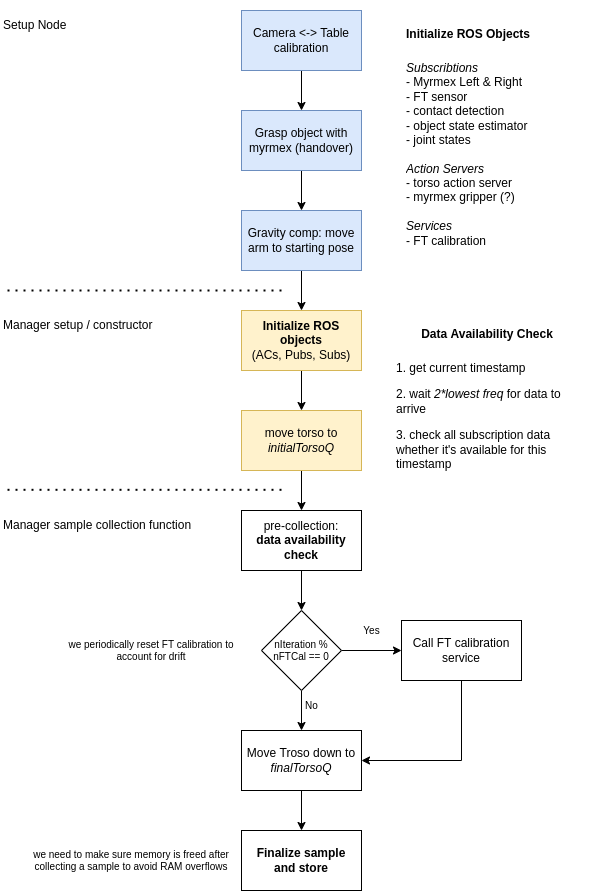 Setup Node
Camera <-> Table
calibration
Initialize ROS Objects
Subscribtions
- Myrmex Left & Right
- FT sensor
- contact detection
- object state estimator
- joint states
Grasp object with
myrmex (handover)
Action Servers
- torso action server
- myrmex gripper (?)
Services
- FT calibration
Gravity comp: move
arm to starting pose
Manager setup / constructor
Initialize ROS
objects
(ACs, Pubs, Subs)
Data Availability Check
1. get current timestamp
2. wait 2*lowest freq for data to
arrive
3. check all subscription data
whether it's available for this
timestamp
move torso to
initialTorsoQ
Manager sample collection function
pre-collection:
data availability
check
we periodically reset FT calibration to
account for drift
nIteration %
nFTCal == 0
Yes
Call FT calibration
service
No
Move Troso down to
finalTorsoQ
we need to make sure memory is freed after
collecting a sample to avoid RAM overflows
Finalize sample
and store